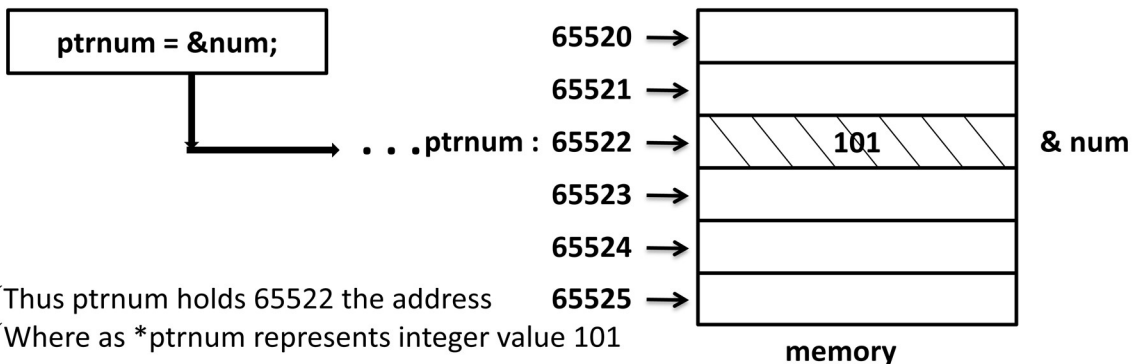 ptrnum = &num;
65520
65521
. . . ptrnum : 65522
101
& num
65523
65524
65525
memory
Thus ptrnum holds 65522 the address
Where as *ptrnum represents integer value 101